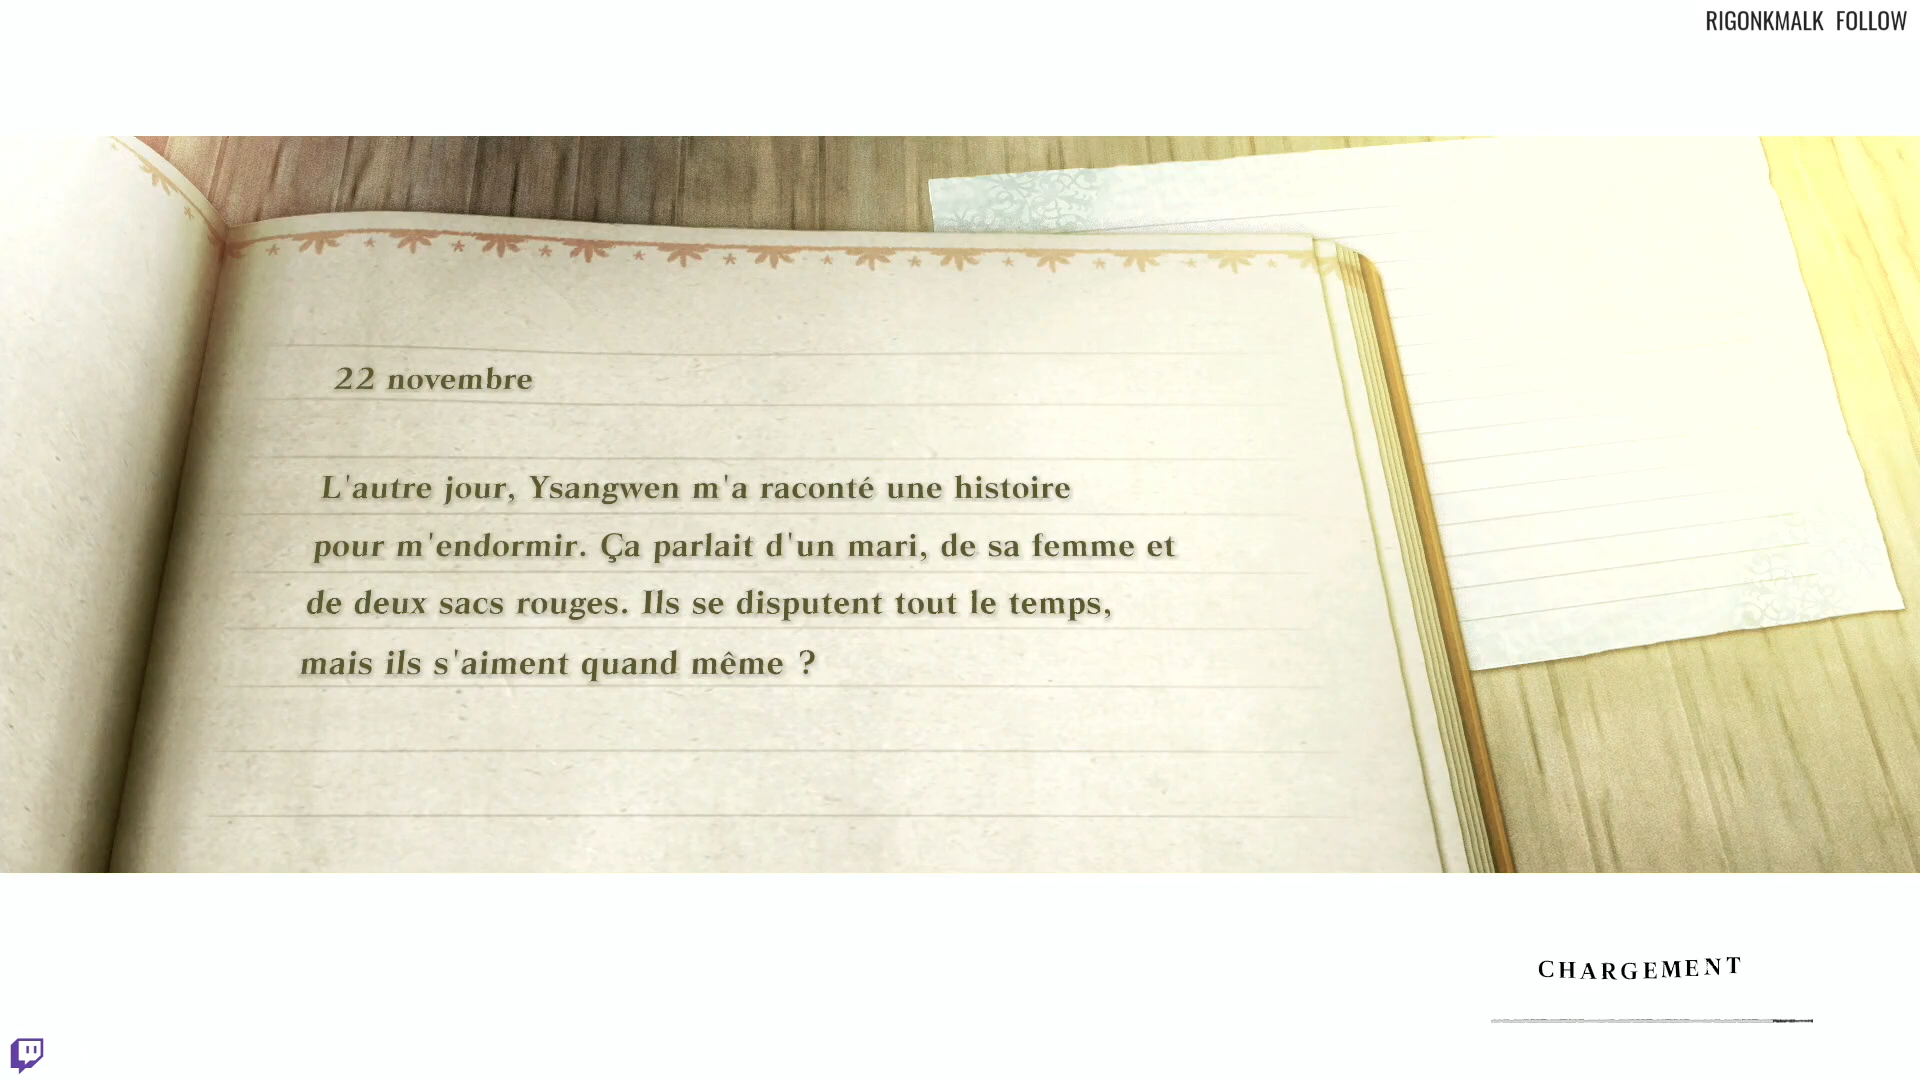 RIGONKMALK FOLLOW
22 novembre
L'autre jour, Ysangwen m'a raconté une histoire
pour m'endormir. Ça parlait d'un mari, de sa femme et
de deux sacs rouges. Ils se disputent tout le temps,
mais ils s'aiment quand même ?
CHARGEMENT